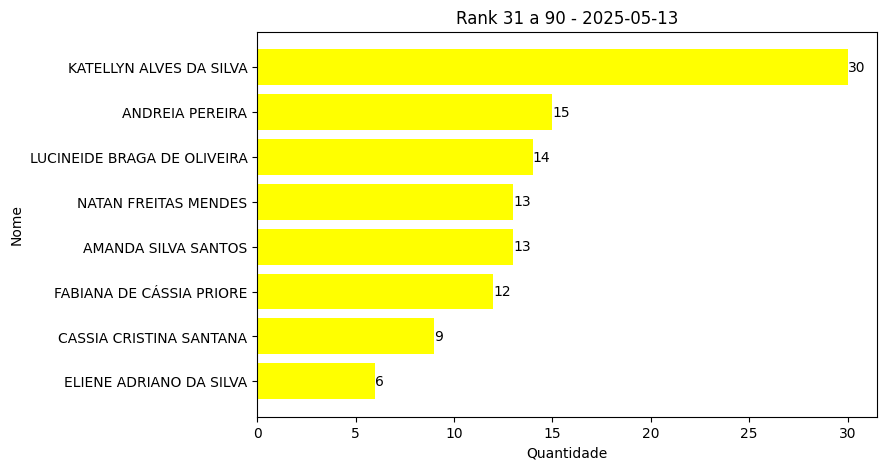 Rank 31 a 90 - 2025-05-13
KATELLYN ALVES DA SILVA 30
ANDREIA PEREIRA 15
LUCINEIDE BRAGA DE OLIVEIRA 14
NATAN FREITAS MENDES 13
AMANDA SILVA SANTOS 13
FABIANA DE CÁSSIA PRIORE 12
CASSIA CRISTINA SANTANA 9
ELIENE ADRIANO DA SILVA 6
Nome
0 5 10 15 20 25 30
Quantidade